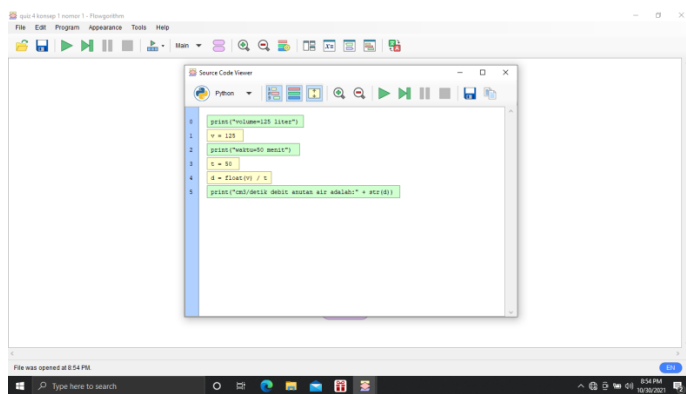 quiz 4 konsep 1 nomor 1 - Flowgorithm
File Edit Program Appearance Tools Help
Main
Source Code Viewer
Python
0 print("volume=125 liter")
1 v = 125
2 print("waktu=50 menit")
3 t = 50
4 d = float(v) / t
5 print("cm3/detik debit asutan air adalah:" + str(d))
File was opened at 8:54 PM.
EN
Type here to search
8:54 PM
10/30/2021